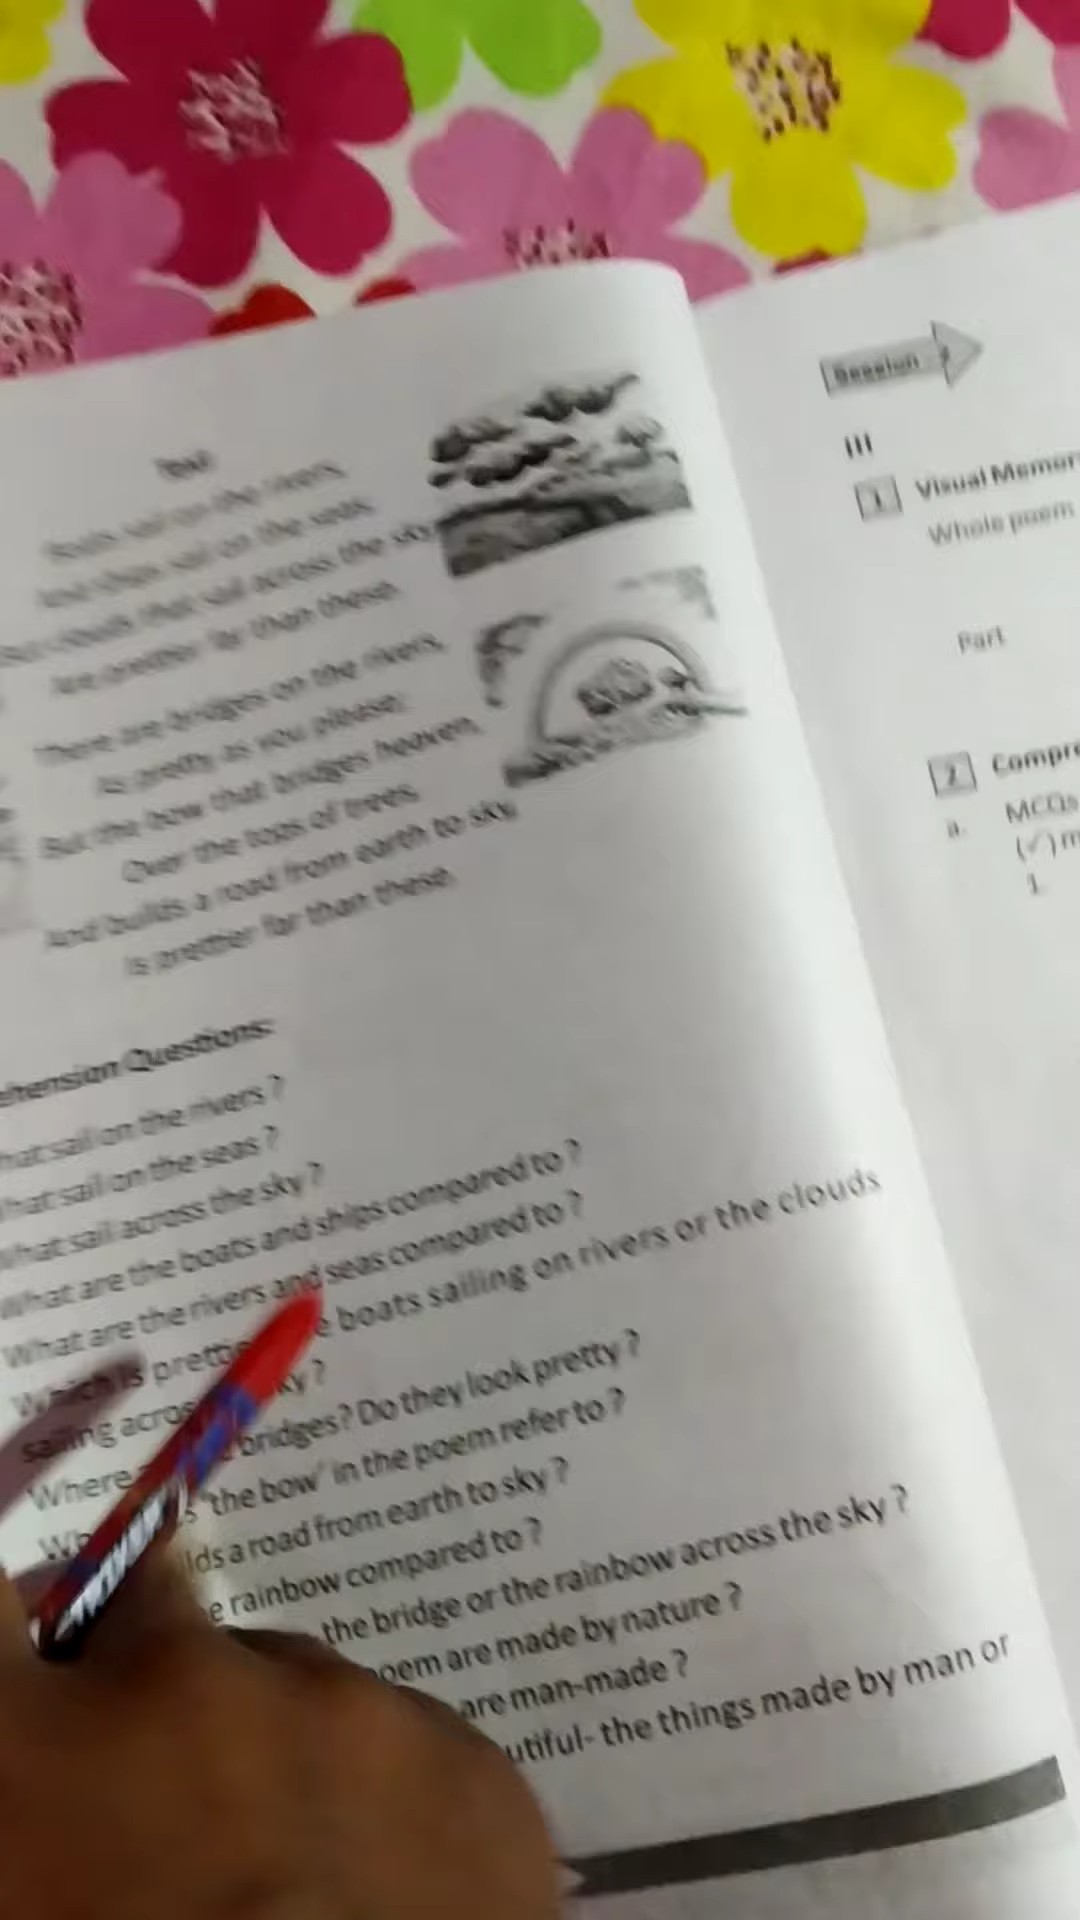 Text
Boats sail on the rivers,
And ships sail on the seas;
But clouds that sail across the sky
Are prettier far than these.
There are bridges on the rivers,
As pretty as you please;
But the bow that bridges heaven,
Over the tops of trees,
And builds a road from earth to sky,
Is prettier far than these.
ehension Questions:
hat sail on the rivers ?
hat sail on the seas ?
What sail across the sky ?
What are the boats and ships compared to ?
What are the rivers and seas compared to ?
Which is prettie e boats sailing on rivers or the clouds
sailing acros ky ?
Where bridges? Do they look pretty ?
s 'the bow' in the poem refer to ?
lds a road from earth to sky ?
e rainbow compared to ?
the bridge or the rainbow across the sky ?
poem are made by nature ?
are man-made ?
utiful- the things made by man or
Session
III
1 Visual Memor
Whole poem
Part
2 Compre
a. MCQs
(✓) m
1.